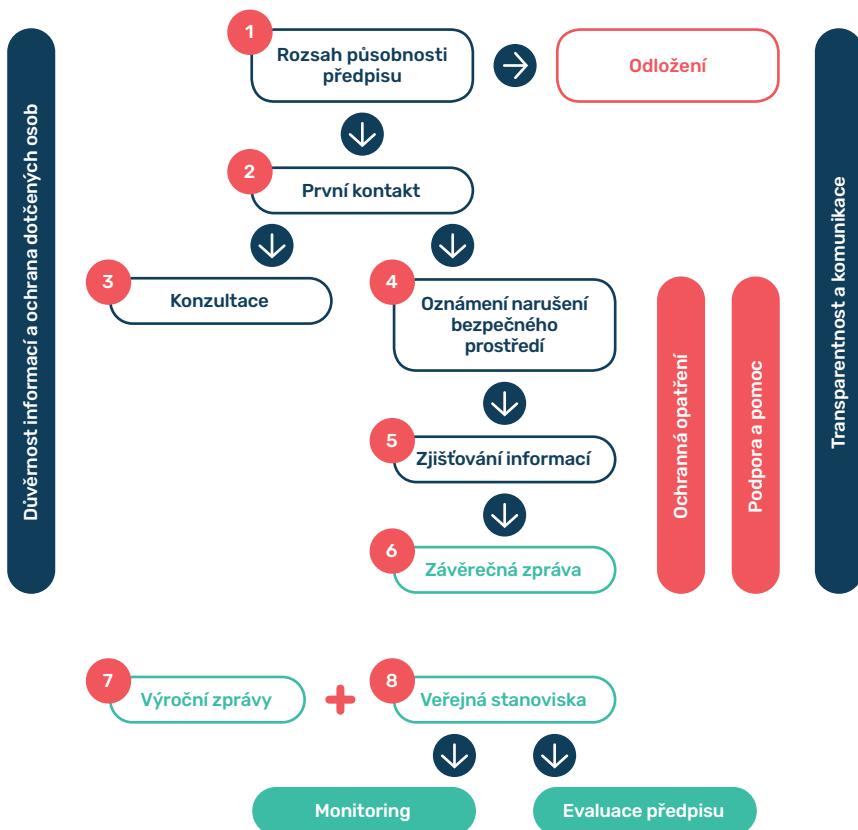 Důvěrnost informací a ochrana dotčených osob
1
Rozsah působnosti
předpisu
Odložení
2
První kontakt
3
Konzultace
4
Oznámení narušení
bezpečného
prostředí
5
Zjišťování informací
6
Závěrečná zpráva
Ochranná opatření
Podpora a pomoc
Transparentnost a komunikace
7
Výroční zprávy
+
8
Veřejná stanoviska
Monitoring
Evaluace předpisu